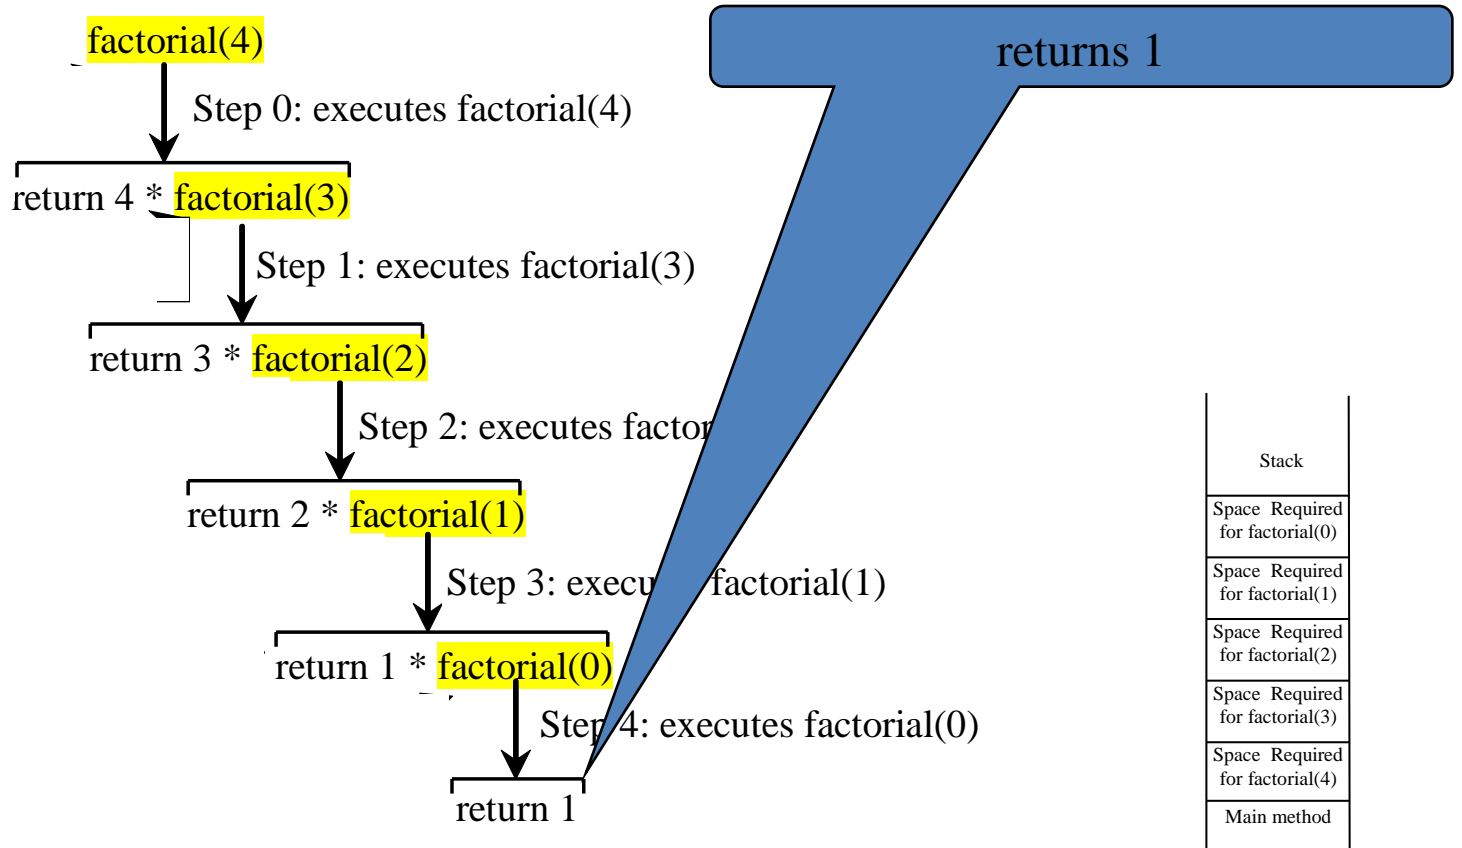 factorial(4)
returns 1
Step 0: executes factorial(4)
return 4 * factorial(3)
Step 1: executes factorial(3)
return 3 * factorial(2)
Step 2: executes
return 2 * factorial(1)
Step 3: factorial(1)
return 1 * factorial(0)
Step 4: executes factorial(0)
return 1
Stack
Space Required
for factorial(0)
Space Required
for factorial(1)
Space Required
for factorial(2)
Space Required
for factorial(3)
Space Required
for factorial(4)
Main method